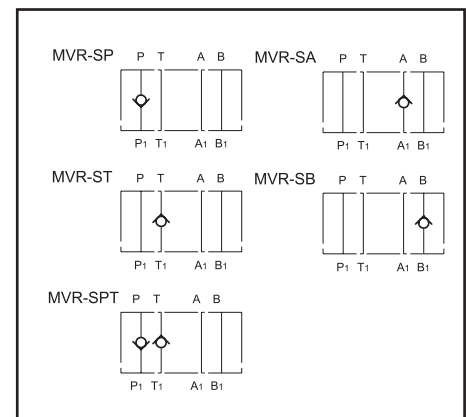 MVR-SP P T A B
P1 T1 A1 B1
MVR-SA P T A B
P1 T1 A1 B1
MVR-ST P T A B
P1 T1 A1 B1
MVR-SB P T A B
P1 T1 A1 B1
MVR-SPT P T A B
P1 T1 A1 B1